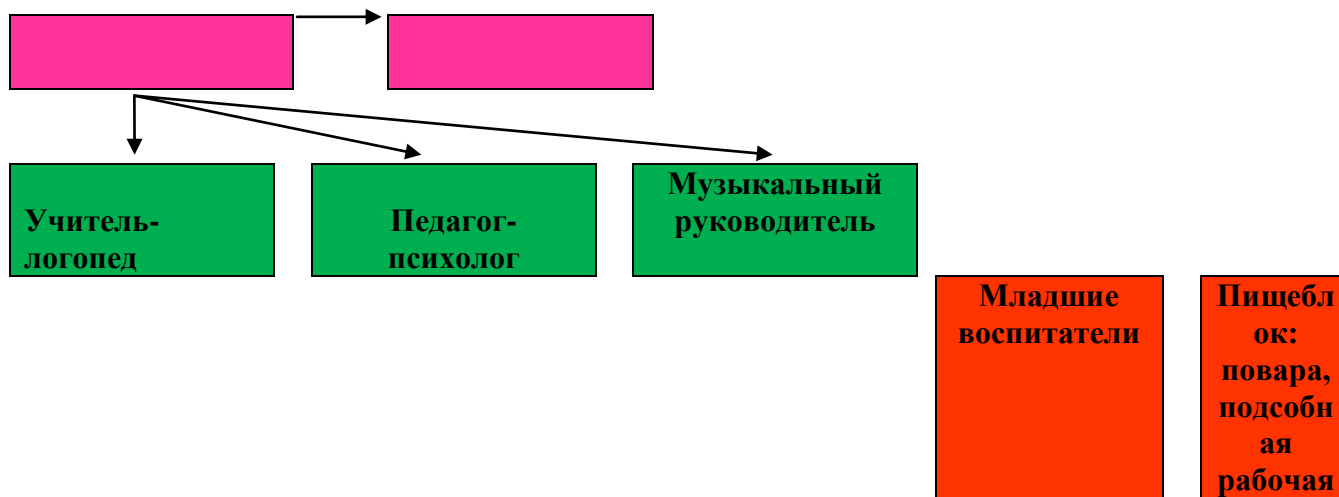 Учитель-
логопед
Педагог-
психолог
Музыкальный
руководитель
Младшие
воспитатели
Пищебл
ок:
повара,
подсобн
ая
рабочая